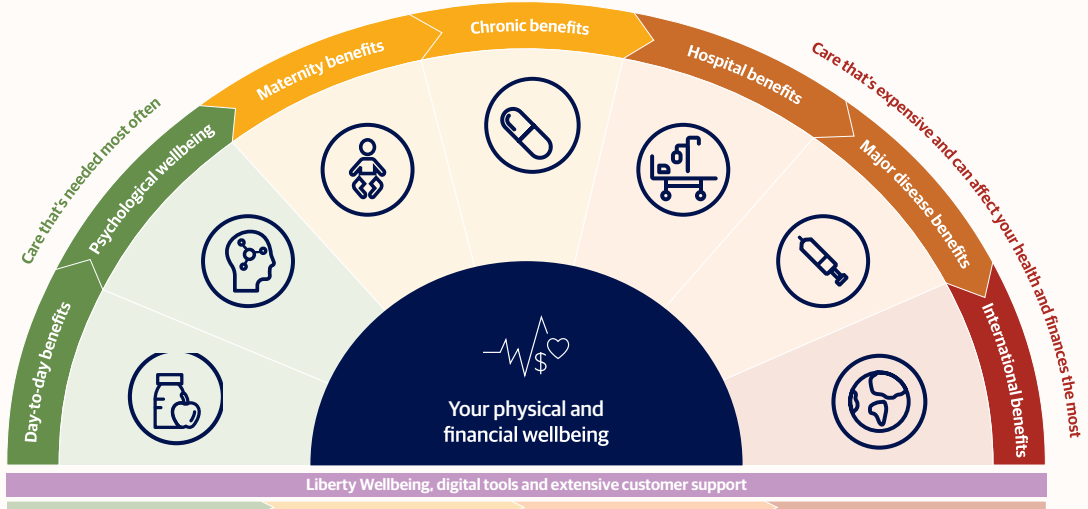 Care that's needed most often
Care that's expensive and can affect your health and finances the most
Day-to-day benefits
Psychological wellbeing
Maternity benefits
Chronic benefits
Hospital benefits
Major disease benefits
International benefits
$
Your physical and
financial wellbeing
Liberty Wellbeing, digital tools and extensive customer support